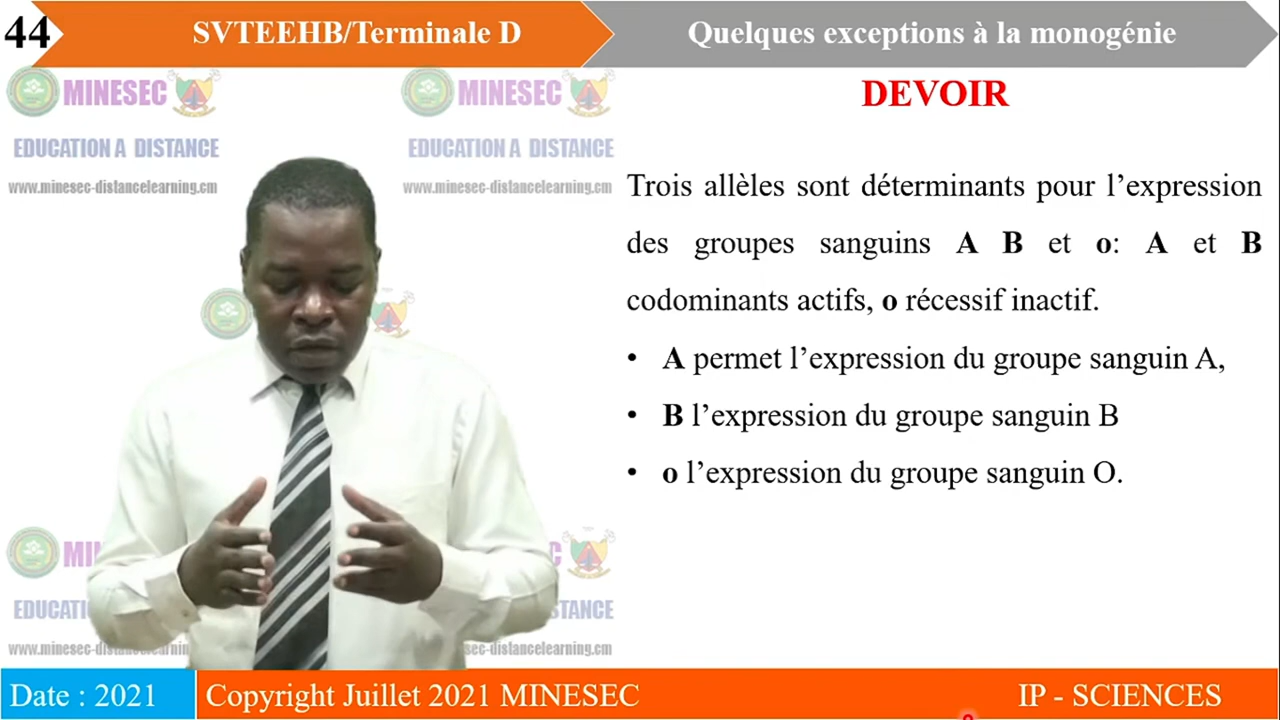 44 SVTEEHB/Terminale D Quelques exceptions à la monogénie
MINESEC MINESEC
EDUCATION A DISTANCE EDUCATION A DISTANCE
www.minesec-distancelearning.cm www.minesec-distancelearning.cm
DEVOIR
Trois allèles sont déterminants pour l’expression
des groupes sanguins A B et o: A et B
codominants actifs, o récessif inactif.
• A permet l’expression du groupe sanguin A,
• B l’expression du groupe sanguin B
• o l’expression du groupe sanguin O.
Date : 2021 Copyright Juillet 2021 MINESEC IP - SCIENCES